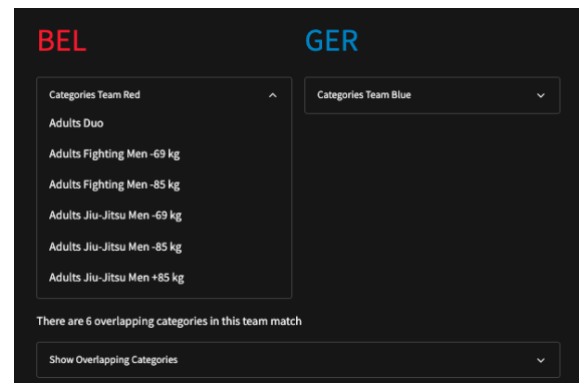 BEL
GER
Categories Team Red
Categories Team Blue
Adults Duo
Adults Fighting Men -69 kg
Adults Fighting Men -85 kg
Adults Jiu-Jitsu Men -69 kg
Adults Jiu-Jitsu Men -85 kg
Adults Jiu-Jitsu Men +85 kg
There are 6 overlapping categories in this team match
Show Overlapping Categories